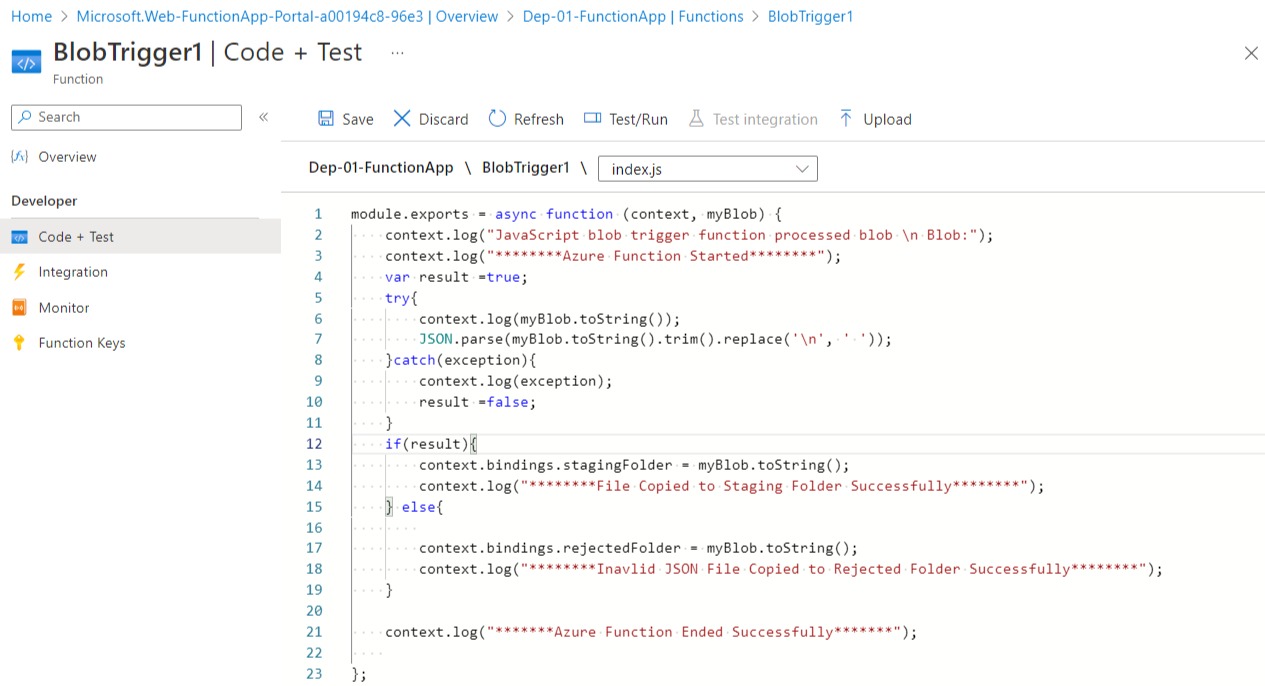 Home > Microsoft.Web-FunctionApp-Portal-a00194c8-96e3 | Overview > Dep-01-FunctionApp | Functions > BlobTrigger1
BlobTrigger1 | Code + Test ...
Function
Search «
Save Discard Refresh Test/Run Test integration Upload
Overview
Dep-01-FunctionApp \ BlobTrigger1 \ index.js
Developer
Code + Test
Integration
Monitor
Function Keys
1 module.exports = async function (context, myBlob) {
2     context.log("JavaScript blob trigger function processed blob \n Blob:");
3     context.log("********Azure Function Started********");
4     var result =true;
5     try{
6         context.log(myBlob.toString());
7         JSON.parse(myBlob.toString().trim().replace('\n', ' '));
8     }catch(exception){
9         context.log(exception);
10         result =false;
11     }
12     if(result){
13         context.bindings.stagingFolder = myBlob.toString();
14         context.log("********File Copied to Staging Folder Successfully********");
15     } else{
16
17         context.bindings.rejectedFolder = myBlob.toString();
18         context.log("********Inavlid JSON File Copied to Rejected Folder Successfully********");
19     }
20
21     context.log("*******Azure Function Ended Successfully*******");
22
23 };